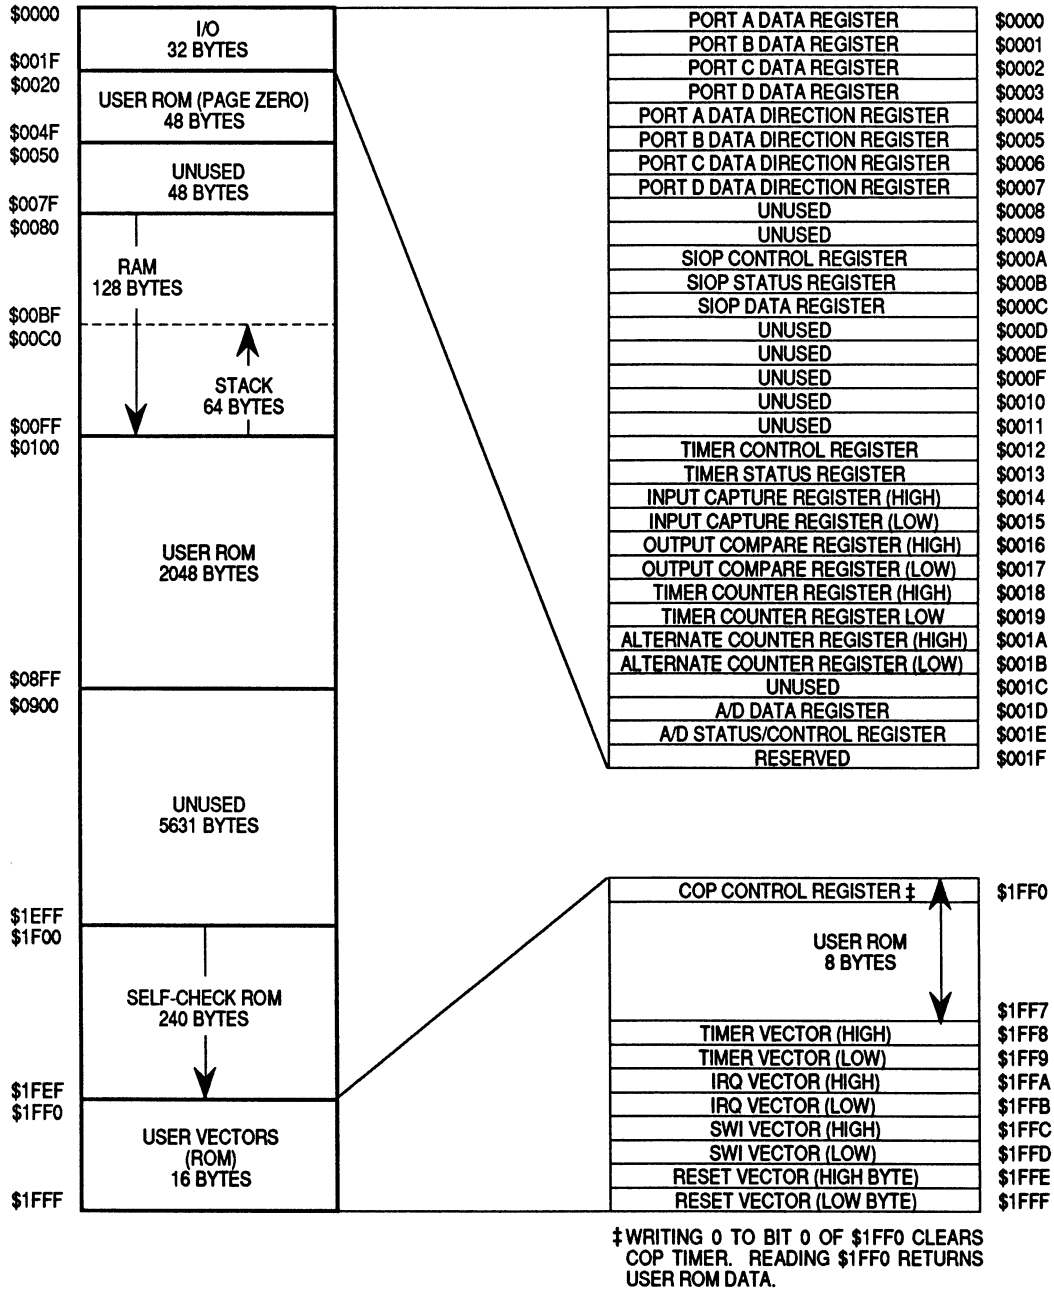 $0000
I/O
32 BYTES
$001F
$0020
USER ROM (PAGE ZERO)
48 BYTES
$004F
$0050
UNUSED
48 BYTES
$007F
$0080
RAM
128 BYTES
$00BF
$00C0
STACK
64 BYTES
$00FF
$0100
USER ROM
2048 BYTES
$08FF
$0900
UNUSED
5631 BYTES
$1EFF
$1F00
SELF-CHECK ROM
240 BYTES
$1FEF
$1FF0
USER VECTORS
(ROM)
16 BYTES
$1FFF
PORT A DATA REGISTER $0000
PORT B DATA REGISTER $0001
PORT C DATA REGISTER $0002
PORT D DATA REGISTER $0003
PORT A DATA DIRECTION REGISTER $0004
PORT B DATA DIRECTION REGISTER $0005
PORT C DATA DIRECTION REGISTER $0006
PORT D DATA DIRECTION REGISTER $0007
UNUSED $0008
UNUSED $0009
SIOP CONTROL REGISTER $000A
SIOP STATUS REGISTER $000B
SIOP DATA REGISTER $000C
UNUSED $000D
UNUSED $000E
UNUSED $000F
UNUSED $0010
UNUSED $0011
TIMER CONTROL REGISTER $0012
TIMER STATUS REGISTER $0013
INPUT CAPTURE REGISTER (HIGH) $0014
INPUT CAPTURE REGISTER (LOW) $0015
OUTPUT COMPARE REGISTER (HIGH) $0016
OUTPUT COMPARE REGISTER (LOW) $0017
TIMER COUNTER REGISTER (HIGH) $0018
TIMER COUNTER REGISTER LOW $0019
ALTERNATE COUNTER REGISTER (HIGH) $001A
ALTERNATE COUNTER REGISTER (LOW) $001B
UNUSED $001C
A/D DATA REGISTER $001D
A/D STATUS/CONTROL REGISTER $001E
RESERVED $001F
COP CONTROL REGISTER ‡ $1FF0
USER ROM
8 BYTES
$1FF7
TIMER VECTOR (HIGH) $1FF8
TIMER VECTOR (LOW) $1FF9
IRQ VECTOR (HIGH) $1FFA
IRQ VECTOR (LOW) $1FFB
SWI VECTOR (HIGH) $1FFC
SWI VECTOR (LOW) $1FFD
RESET VECTOR (HIGH BYTE) $1FFE
RESET VECTOR (LOW BYTE) $1FFF
‡ WRITING 0 TO BIT 0 OF $1FF0 CLEARS
COP TIMER. READING $1FF0 RETURNS
USER ROM DATA.